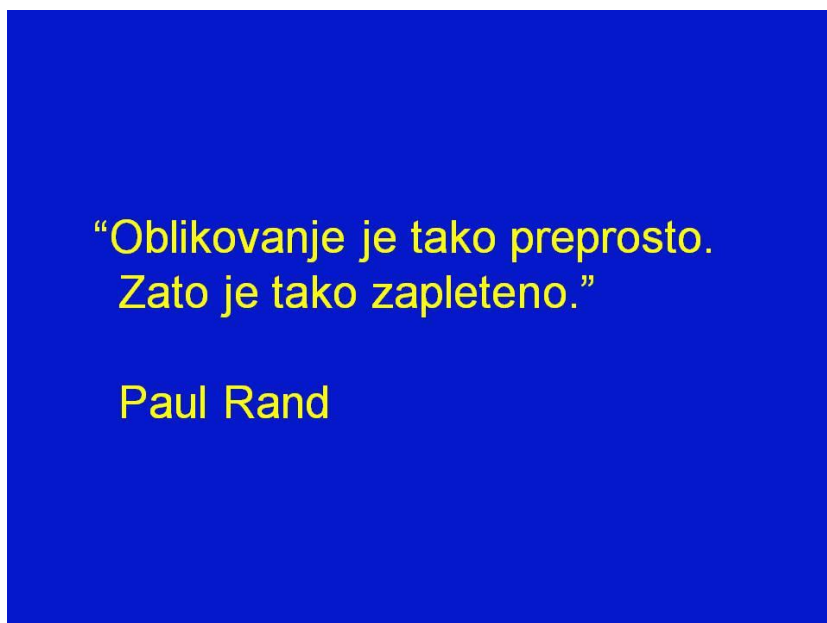 “Oblikovanje je tako preprosto.
Zato je tako zapleteno.”
Paul Rand